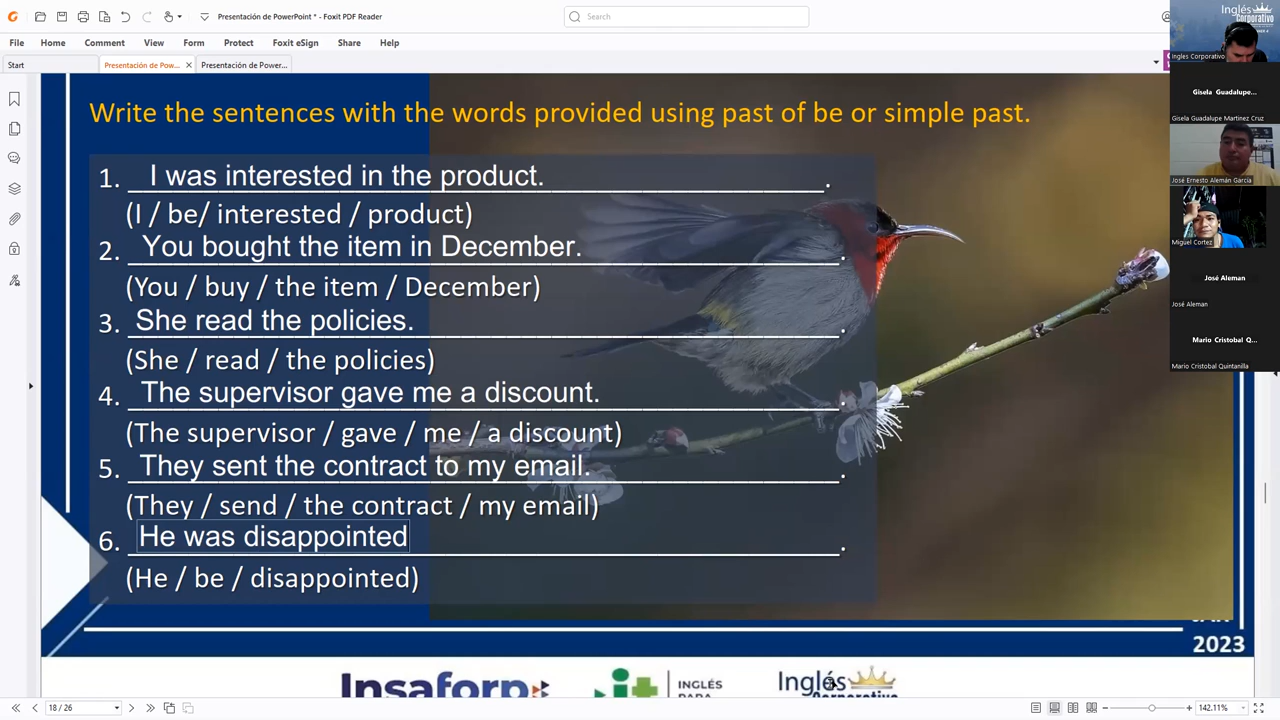 Presentación de PowerPoint * - Foxit PDF Reader
Search
File Home Comment View Form Protect Foxit eSign Share Help
Start
Presentación de Pow...
Presentación de Power...
Write the sentences with the words provided using past of be or simple past.
1. I was interested in the product. .
(I / be/ interested / product)
2. You bought the item in December. .
(You / buy / the item / December)
3. She read the policies. .
(She / read / the policies)
4. The supervisor gave me a discount. .
(The supervisor / gave / me / a discount)
5. They sent the contract to my email. .
(They / send / the contract / my email)
6. He was disappointed .
(He / be / disappointed)
2023
Insaforp
INGLÉS
Inglés
Corporativo
18 / 26
142.11%
Inglés
Corporativo
Ingles Corporativo
Gisela Guadalupe...
Gisela Guadalupe Martinez Cruz
José Ernesto Alemán García
Miguel Cortez
José Aleman
José Aleman
Mario Cristobal Q...
Mario Cristobal Quintanilla